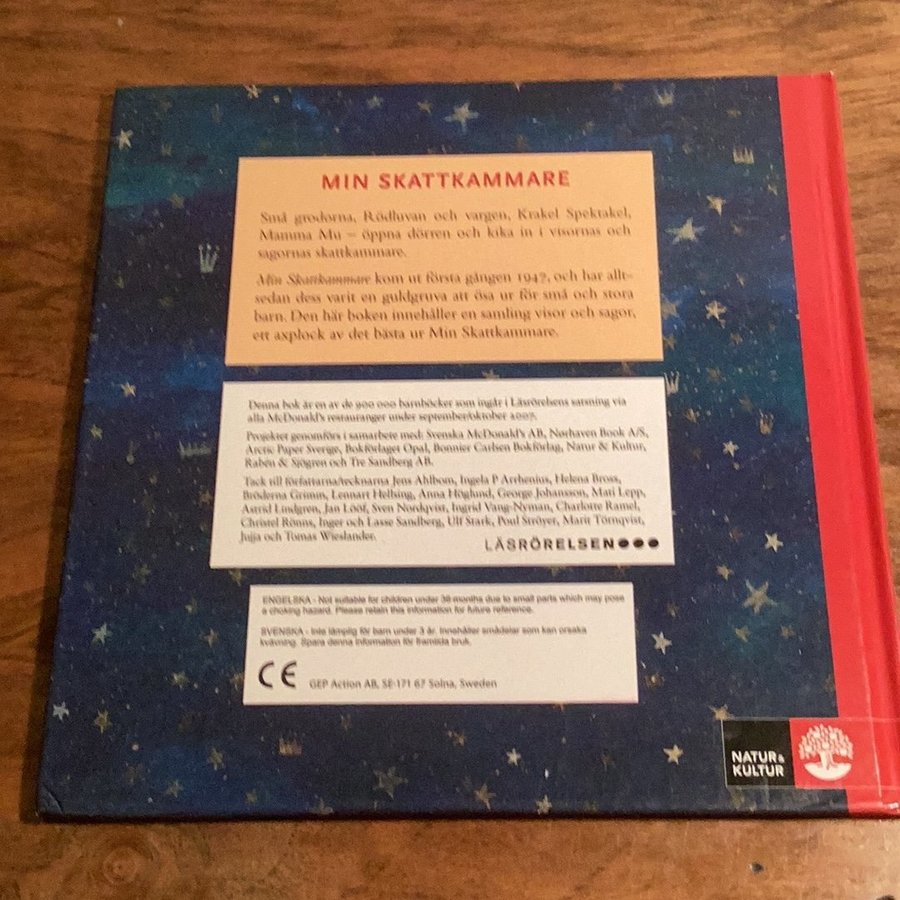 MIN SKATTKAMMARE
Små grodorna, Rödluvan och vargen, Krakel Spektakel,
Mamma Mu – öppna dörren och kika in i visornas och
sagornas skattkammare.
Min Skattkammare kom ut första gången 1947, och har allt-
sedan dess varit en guldgruva att ösa ur för små och stora
barn. Den här boken innehåller en samling visor och sagor,
ett axplock av det bästa ur Min Skattkammare.
Denna bok är en av de 900 000 barnböcker som ingår i Läsrörelsens satsning via
alla McDonald's restauranger under september/oktober 2007.
Projektet genomförs i samarbete med: Svenska McDonald's AB, Nørhaven Book A/S,
Arctic Paper Sverige, Bokförlaget Opal, Bonnier Carlsen Bokförlag, Natur & Kultur,
Rabén & Sjögren och Tre Sandberg AB.
Tack till författarna/tecknarna Jens Ahlbom, Ingela P Arrhenius, Helena Bross,
Bröderna Grimm, Lennart Hellsing, Anna Höglund, George Johansson, Mati Lepp,
Astrid Lindgren, Jan Lööf, Sven Nordqvist, Ingrid Vang-Nyman, Charlotte Ramel,
Christel Rönns, Inger och Lasse Sandberg, Ulf Stark, Poul Ströyer, Marit Törnqvist,
Jujja och Tomas Wieslander.
LÄSRÖRELSEN
ENGELSKA - Not suitable for children under 36 months due to small parts which may pose
a choking hazard. Please retain this information for future reference.
SVENSKA - Inte lämplig för barn under 3 år. Innehåller smådelar som kan orsaka
kvävning. Spara denna information för framtida bruk.
CE GEP Action AB, SE-171 67 Solna, Sweden
NATUR &
KULTUR